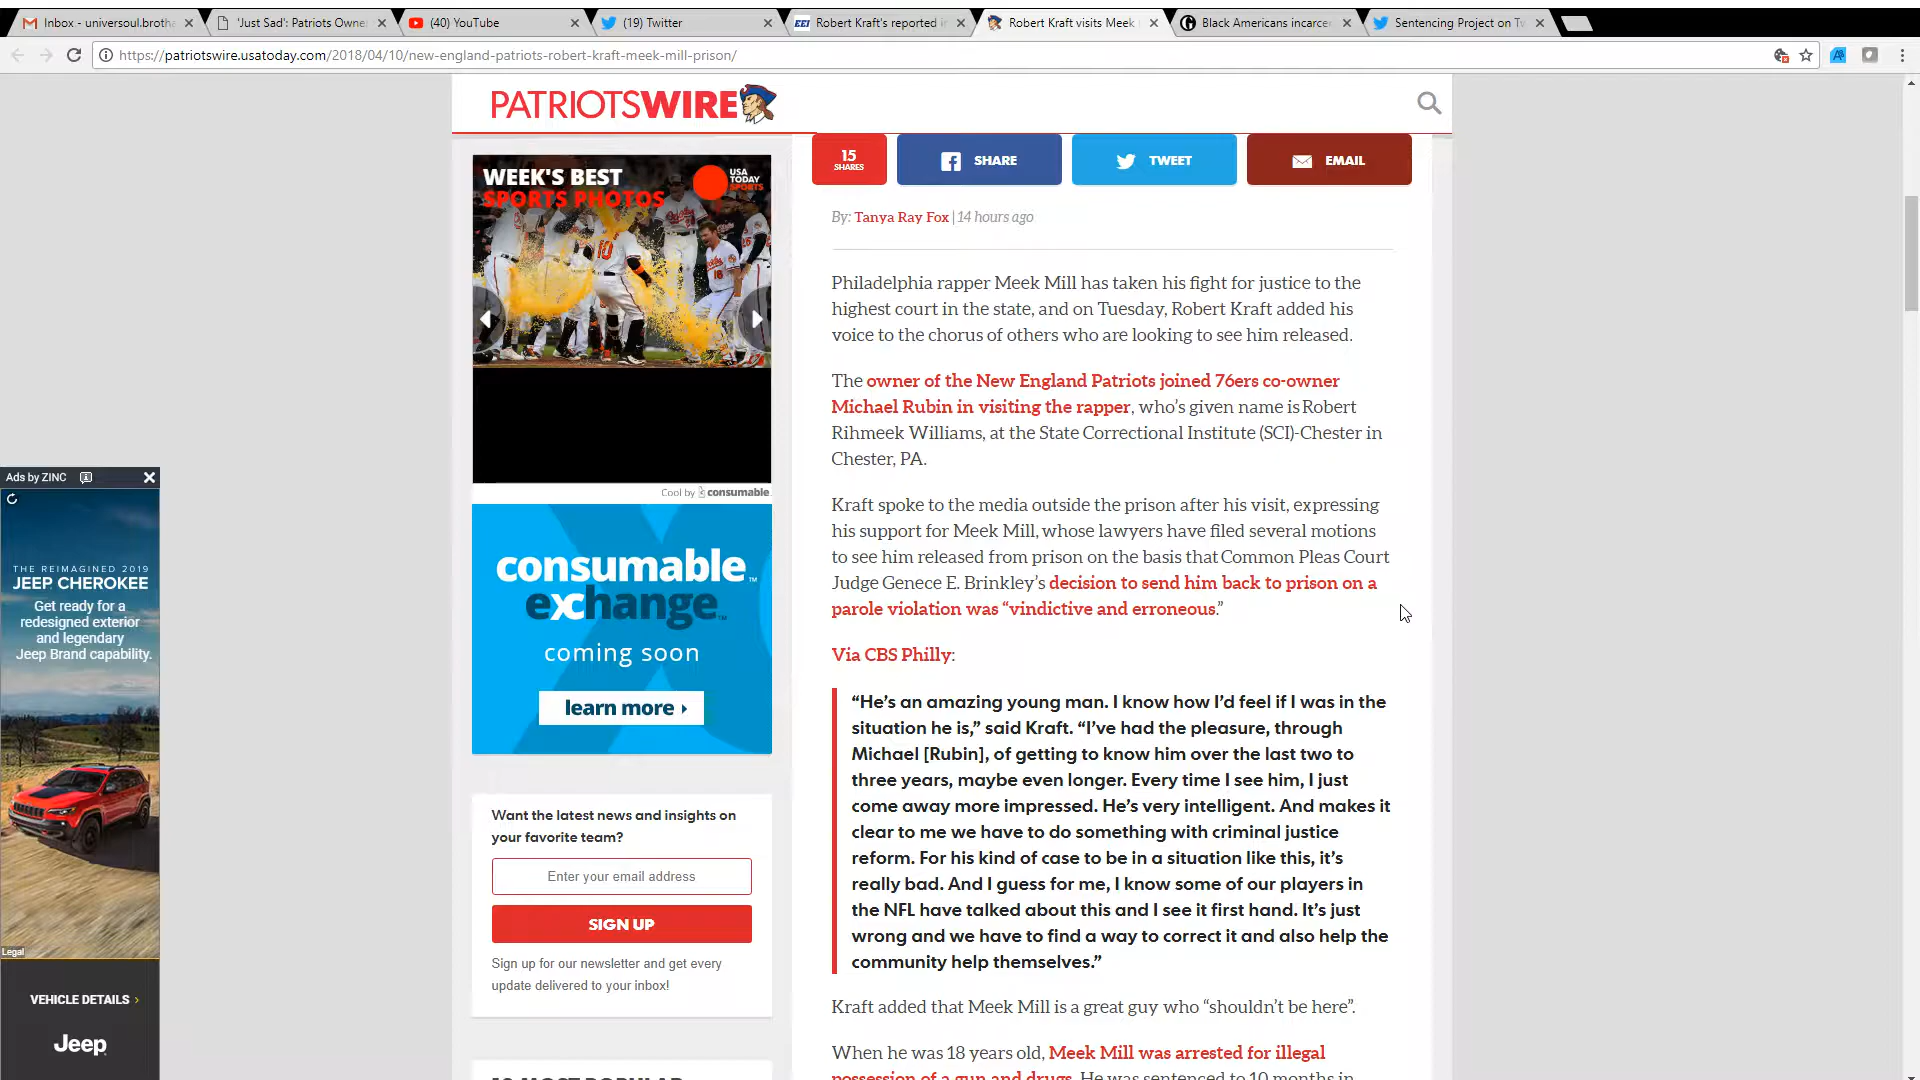 Inbox - universoul.brotha
'Just Sad': Patriots Owne
(40) YouTube
(19) Twitter
EEI
Robert Kraft's reported i
Robert Kraft visits Meek
Black Americans incarce
Sentencing Project on Tw
https://patriotswire.usatoday.com/2018/04/10/new-england-patriots-robert-kraft-meek-mill-prison/
PATRIOTSWIRE
WEEK'S BEST
SPORTS PHOTOS
USA
TODAY
SPORTS
Cool by consumable
consumable™
exchange™
coming soon
learn more
Want the latest news and insights on
your favorite team?
Enter your email address
SIGN UP
Sign up for our newsletter and get every
update delivered to your inbox!
10 MOST POPULAR
15
SHARES
SHARE
TWEET
EMAIL
By: Tanya Ray Fox | 14 hours ago
Philadelphia rapper Meek Mill has taken his fight for justice to the
highest court in the state, and on Tuesday, Robert Kraft added his
voice to the chorus of others who are looking to see him released.
The owner of the New England Patriots joined 76ers co-owner
Michael Rubin in visiting the rapper, who's given name is Robert
Rihmeek Williams, at the State Correctional Institute (SCI)-Chester in
Chester, PA.
Kraft spoke to the media outside the prison after his visit, expressing
his support for Meek Mill, whose lawyers have filed several motions
to see him released from prison on the basis that Common Pleas Court
Judge Genece E. Brinkley's decision to send him back to prison on a
parole violation was “vindictive and erroneous.”
Via CBS Philly:
“He's an amazing young man. I know how I'd feel if I was in the
situation he is,” said Kraft. “I've had the pleasure, through
Michael [Rubin], of getting to know him over the last two to
three years, maybe even longer. Every time I see him, I just
come away more impressed. He's very intelligent. And makes it
clear to me we have to do something with criminal justice
reform. For his kind of case to be in a situation like this, it's
really bad. And I guess for me, I know some of our players in
the NFL have talked about this and I see it first hand. It's just
wrong and we have to find a way to correct it and also help the
community help themselves.”
Kraft added that Meek Mill is a great guy who “shouldn't be here”.
When he was 18 years old, Meek Mill was arrested for illegal
possession of a gun and drugs. He was sentenced to 10 months in
Ads by ZINC
THE REIMAGINED 2019
JEEP CHEROKEE
Get ready for a
redesigned exterior
and legendary
Jeep Brand capability.
Legal
VEHICLE DETAILS ›
Jeep